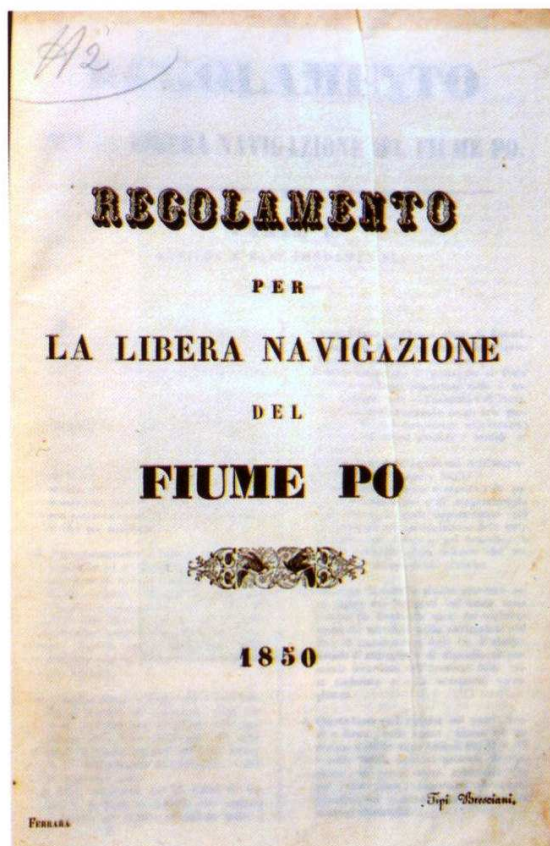 112
REGOLAMENTO
PER
LA LIBERA NAVIGAZIONE
DEL
FIUME PO
1850
Tipi Bresciani.
FERRARA